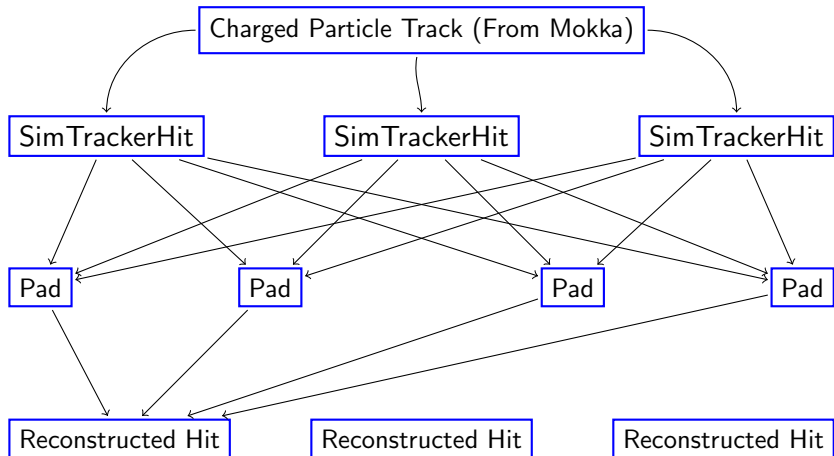 Charged Particle Track (From Mokka)
SimTrackerHit SimTrackerHit SimTrackerHit
Pad Pad Pad Pad
Reconstructed Hit Reconstructed Hit Reconstructed Hit